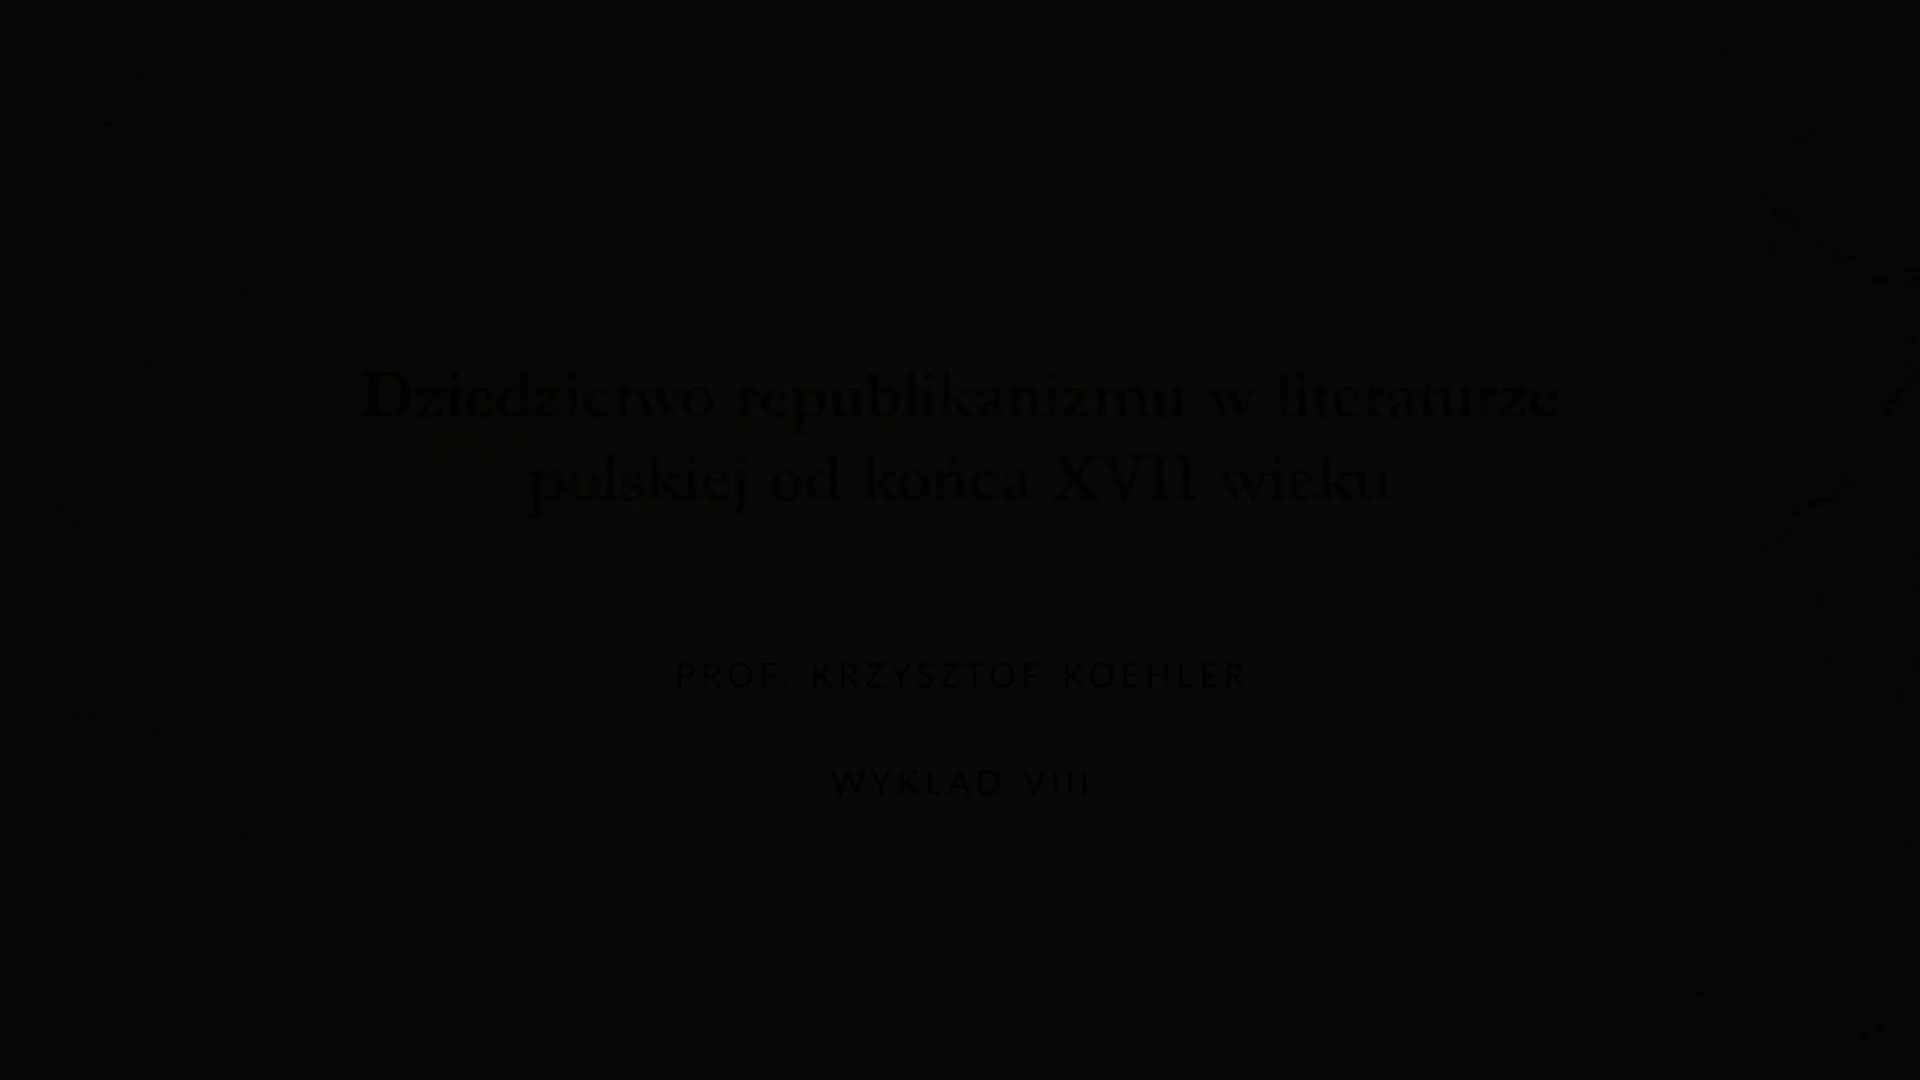 Dziedzictwo republikanizmu w literaturze
polskiej od końca XVII wieku
PROF. KRZYSZTOF KOEHLER
WYKŁAD VIII